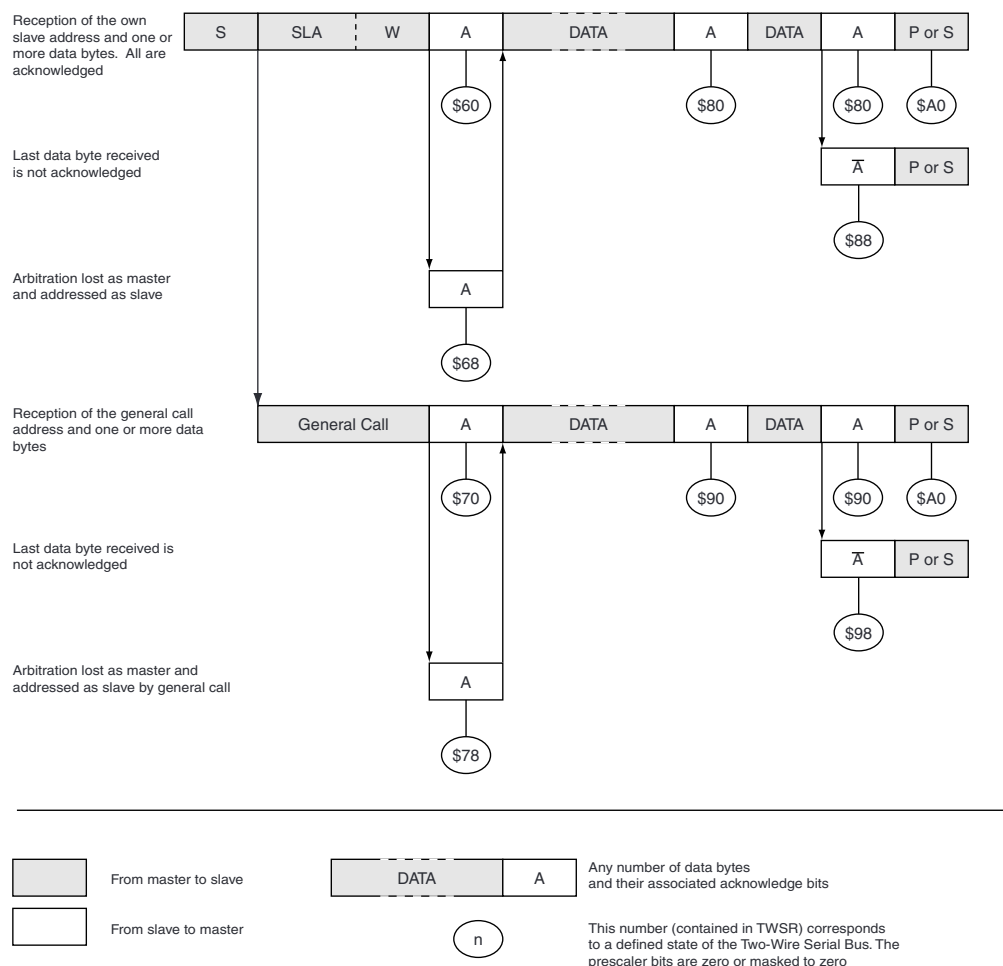 Reception of the own
slave address and one or
more data bytes. All are
acknowledged
S SLA W A DATA A DATA A P or S
$60 $80 $80 $A0
Last data byte received
is not acknowledged
A̅ P or S
$88
Arbitration lost as master
and addressed as slave
A
$68
Reception of the general call
address and one or more data
bytes
General Call A DATA A DATA A P or S
$70 $90 $90 $A0
Last data byte received is
not acknowledged
A̅ P or S
$98
Arbitration lost as master and
addressed as slave by general call
A
$78
From master to slave
DATA A
Any number of data bytes
and their associated acknowledge bits
From slave to master
n
This number (contained in TWSR) corresponds
to a defined state of the Two-Wire Serial Bus. The
prescaler bits are zero or masked to zero